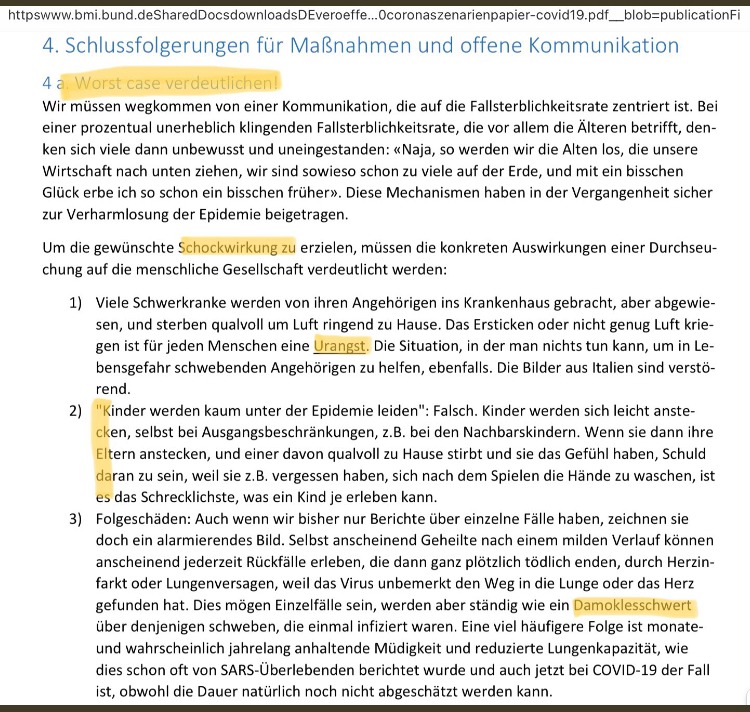 httpswww.bmi.bund.deSharedDocsdownloadsDEveroeffe...0coronaszenarienpapier-covid19.pdf__blob=publicationFi
4. Schlussfolgerungen für Maßnahmen und offene Kommunikation
4 a. Worst case verdeutlichen!
Wir müssen wegkommen von einer Kommunikation, die auf die Fallsterblichkeitsrate zentriert ist. Bei
einer prozentual unerheblich klingenden Fallsterblichkeitsrate, die vor allem die Älteren betrifft, den-
ken sich viele dann unbewusst und uneingestanden: «Naja, so werden wir die Alten los, die unsere
Wirtschaft nach unten ziehen, wir sind sowieso schon zu viele auf der Erde, und mit ein bisschen
Glück erbe ich so schon ein bisschen früher». Diese Mechanismen haben in der Vergangenheit sicher
zur Verharmlosung der Epidemie beigetragen.
Um die gewünschte Schockwirkung zu erzielen, müssen die konkreten Auswirkungen einer Durchseu-
chung auf die menschliche Gesellschaft verdeutlicht werden:
1) Viele Schwerkranke werden von ihren Angehörigen ins Krankenhaus gebracht, aber abgewie-
sen, und sterben qualvoll um Luft ringend zu Hause. Das Ersticken oder nicht genug Luft krie-
gen ist für jeden Menschen eine Urangst. Die Situation, in der man nichts tun kann, um in Le-
bensgefahr schwebenden Angehörigen zu helfen, ebenfalls. Die Bilder aus Italien sind verstö-
rend.
2) "Kinder werden kaum unter der Epidemie leiden": Falsch. Kinder werden sich leicht anste-
cken, selbst bei Ausgangsbeschränkungen, z.B. bei den Nachbarskindern. Wenn sie dann ihre
Eltern anstecken, und einer davon qualvoll zu Hause stirbt und sie das Gefühl haben, Schuld
daran zu sein, weil sie z.B. vergessen haben, sich nach dem Spielen die Hände zu waschen, ist
es das Schrecklichste, was ein Kind je erleben kann.
3) Folgeschäden: Auch wenn wir bisher nur Berichte über einzelne Fälle haben, zeichnen sie
doch ein alarmierendes Bild. Selbst anscheinend Geheilte nach einem milden Verlauf können
anscheinend jederzeit Rückfälle erleben, die dann ganz plötzlich tödlich enden, durch Herzin-
farkt oder Lungenversagen, weil das Virus unbemerkt den Weg in die Lunge oder das Herz
gefunden hat. Dies mögen Einzelfälle sein, werden aber ständig wie ein Damoklesschwert
über denjenigen schweben, die einmal infiziert waren. Eine viel häufigere Folge ist monate-
und wahrscheinlich jahrelang anhaltende Müdigkeit und reduzierte Lungenkapazität, wie
dies schon oft von SARS-Überlebenden berichtet wurde und auch jetzt bei COVID-19 der Fall
ist, obwohl die Dauer natürlich noch nicht abgeschätzt werden kann.